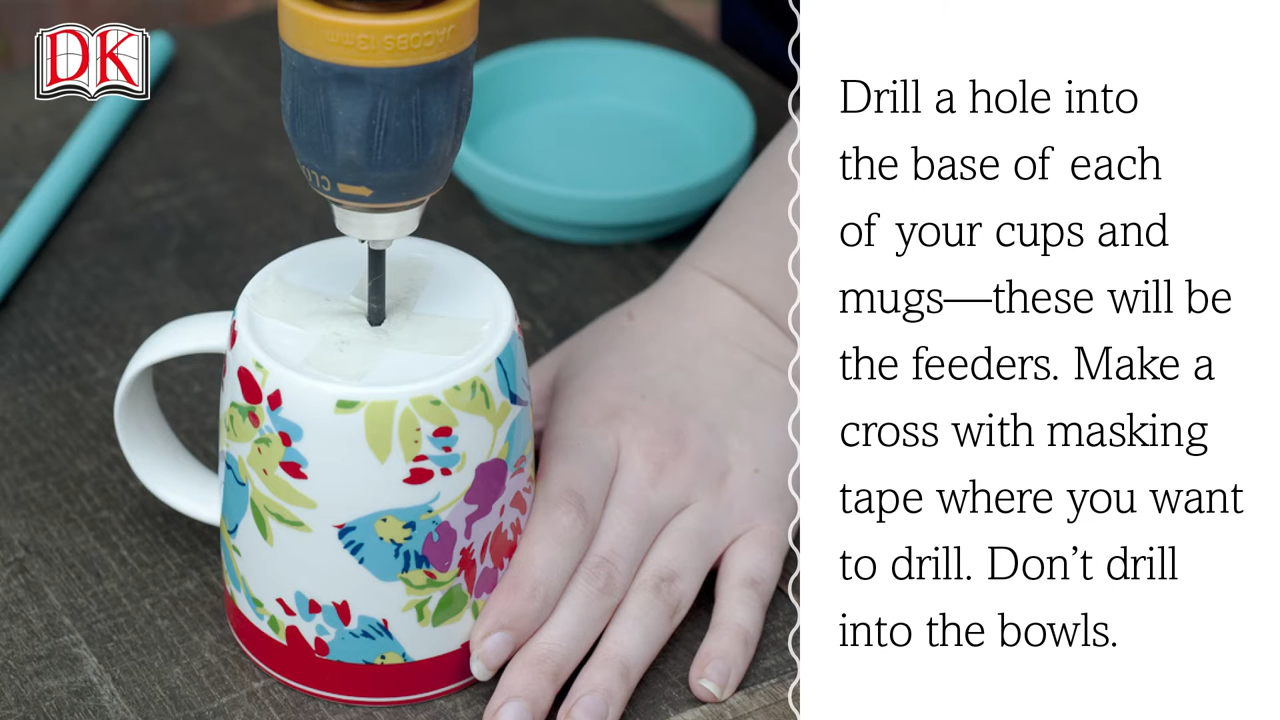 DK
JACOBS 13mm
Drill a hole into
the base of each
of your cups and
mugs—these will be
the feeders. Make a
cross with masking
tape where you want
to drill. Don’t drill
into the bowls.